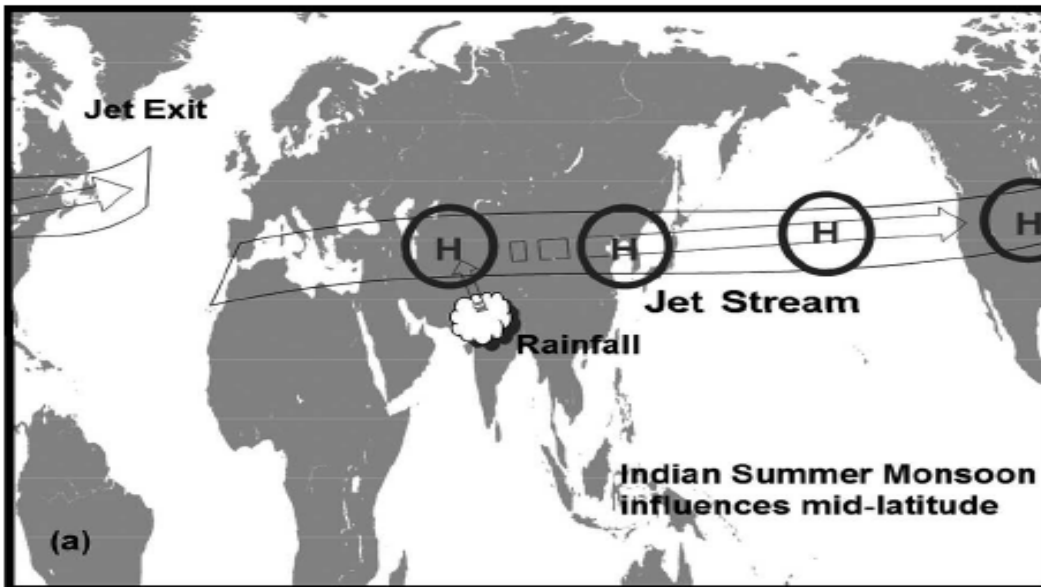 Jet Exit
H
H
H
H
Jet Stream
Rainfall
Indian Summer Monsoon
influences mid-latitude
(a)